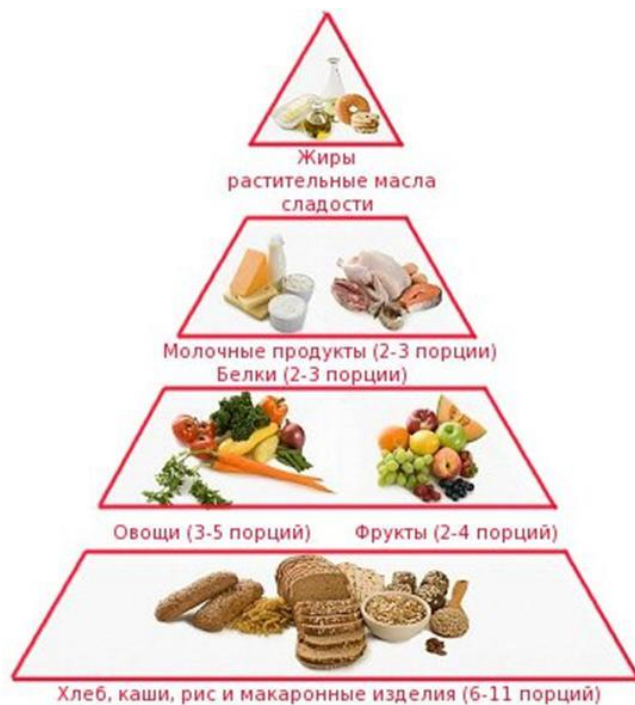 Жиры
растительные масла
сладости
Молочные продукты (2-3 порции)
Белки (2-3 порции)
Овощи (3-5 порций) Фрукты (2-4 порций)
Хлеб, каши, рис и макаронные изделия (6-11 порций)